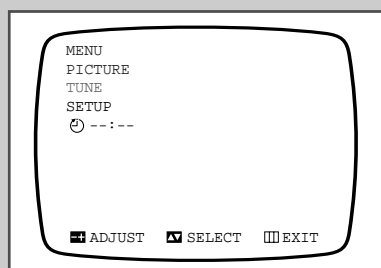 MENU
PICTURE
TUNE
SETUP
--:--
ADJUST SELECT EXIT